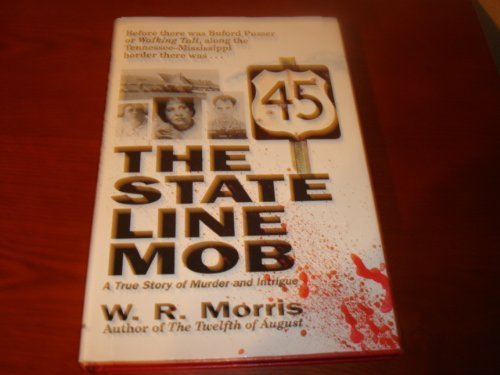 Before there was Buford Pusser
or Walking Tall, along the
Tennessee-Mississippi
border there was . . .
45
THE
STATE
LINE
MOB
A True Story of Murder and Intrigue
W. R. Morris
Author of The Twelfth of August